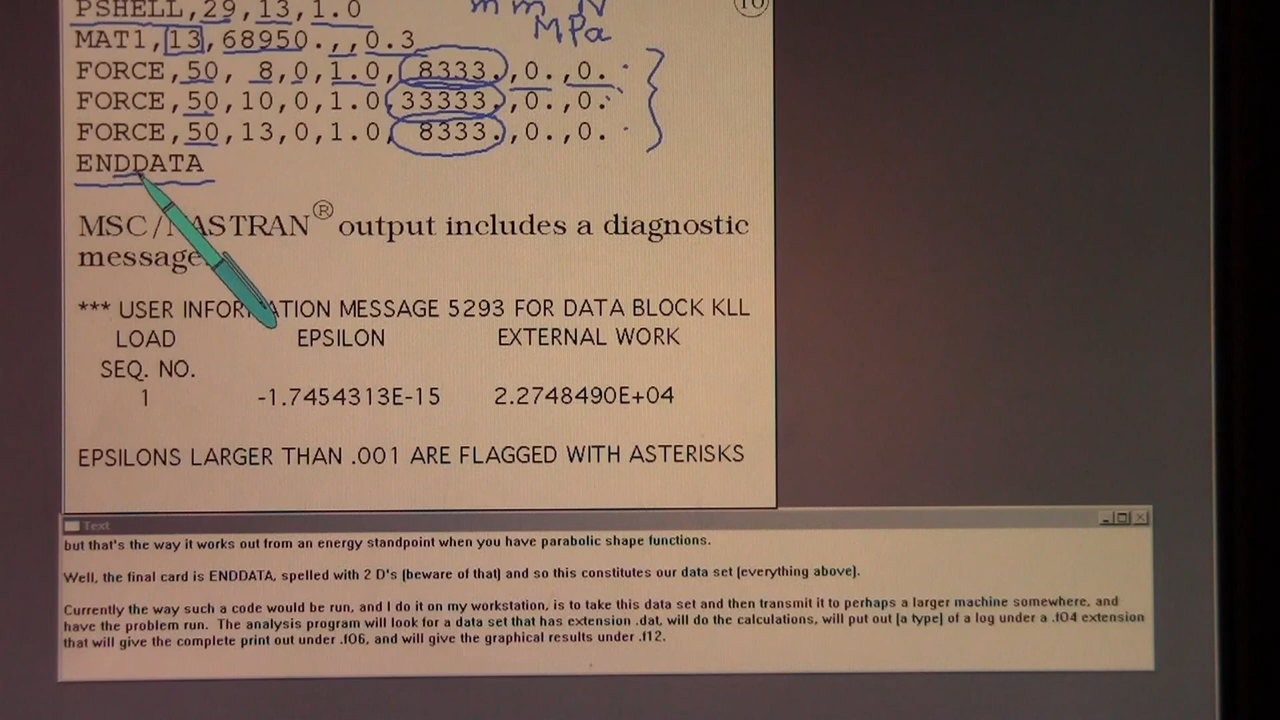 PSHELL,29,13,1.0
mm N
10
MPa
MAT1,13,68950.,,0.3
FORCE,50, 8,0,1.0, 8333.,0.,0.
FORCE,50,10,0,1.0,33333.,0.,0.
FORCE,50,13,0,1.0, 8333.,0.,0.
ENDDATA
MSC/NASTRAN® output includes a diagnostic
message.
*** USER INFORMATION MESSAGE 5293 FOR DATA BLOCK KLL
LOAD EPSILON EXTERNAL WORK
SEQ. NO.
1 -1.7454313E-15 2.2748490E+04
EPSILONS LARGER THAN .001 ARE FLAGGED WITH ASTERISKS
Text
but that's the way it works out from an energy standpoint when you have parabolic shape functions.
Well, the final card is ENDDATA, spelled with 2 D's (beware of that) and so this constitutes our data set (everything above).
Currently the way such a code would be run, and I do it on my workstation, is to take this data set and then transmit it to perhaps a larger machine somewhere, and
have the problem run. The analysis program will look for a data set that has extension .dat, will do the calculations, will put out (a type) of a log under a .f04 extension
that will give the complete print out under .f06, and will give the graphical results under .f12.